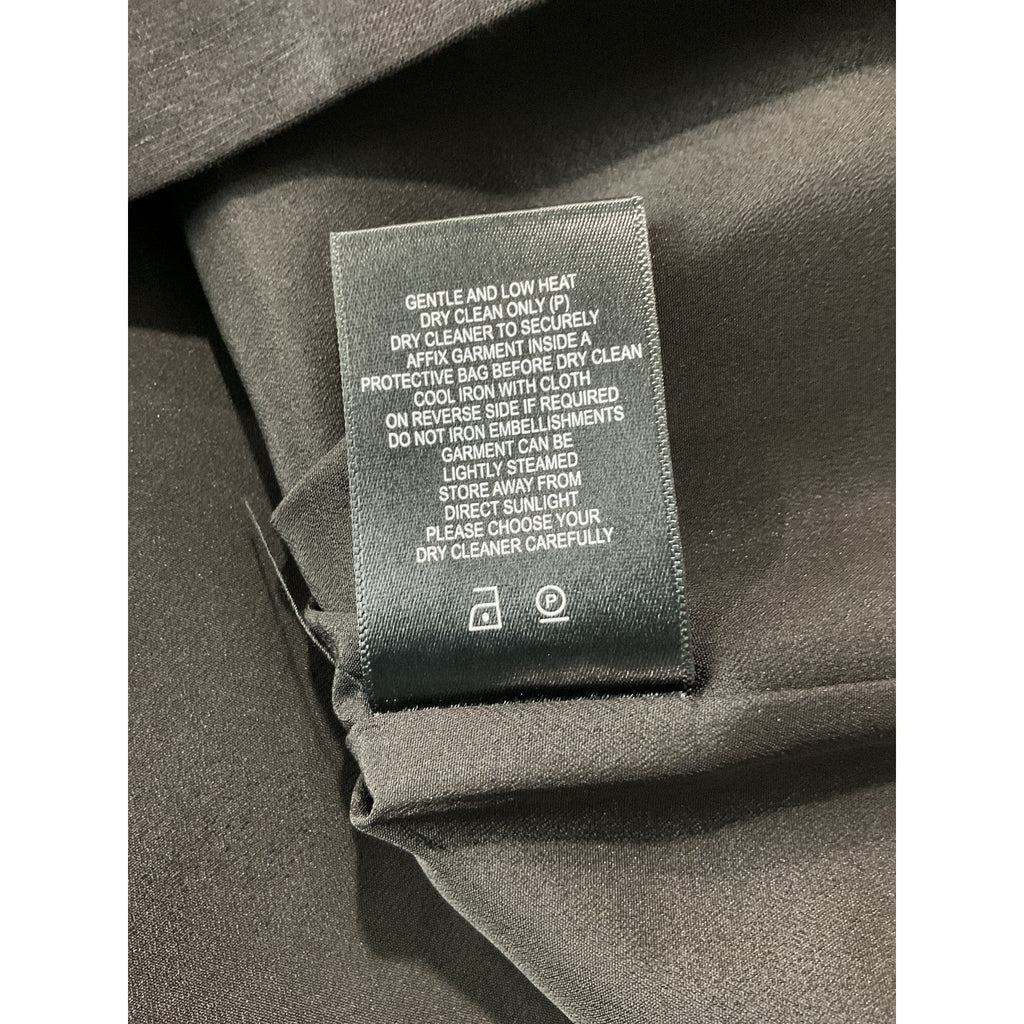 GENTLE AND LOW HEAT
DRY CLEAN ONLY (P)
DRY CLEANER TO SECURELY
AFFIX GARMENT INSIDE A
PROTECTIVE BAG BEFORE DRY CLEAN
COOL IRON WITH CLOTH
ON REVERSE SIDE IF REQUIRED
DO NOT IRON EMBELLISHMENTS
GARMENT CAN BE
LIGHTLY STEAMED
STORE AWAY FROM
DIRECT SUNLIGHT
PLEASE CHOOSE YOUR
DRY CLEANER CAREFULLY
P